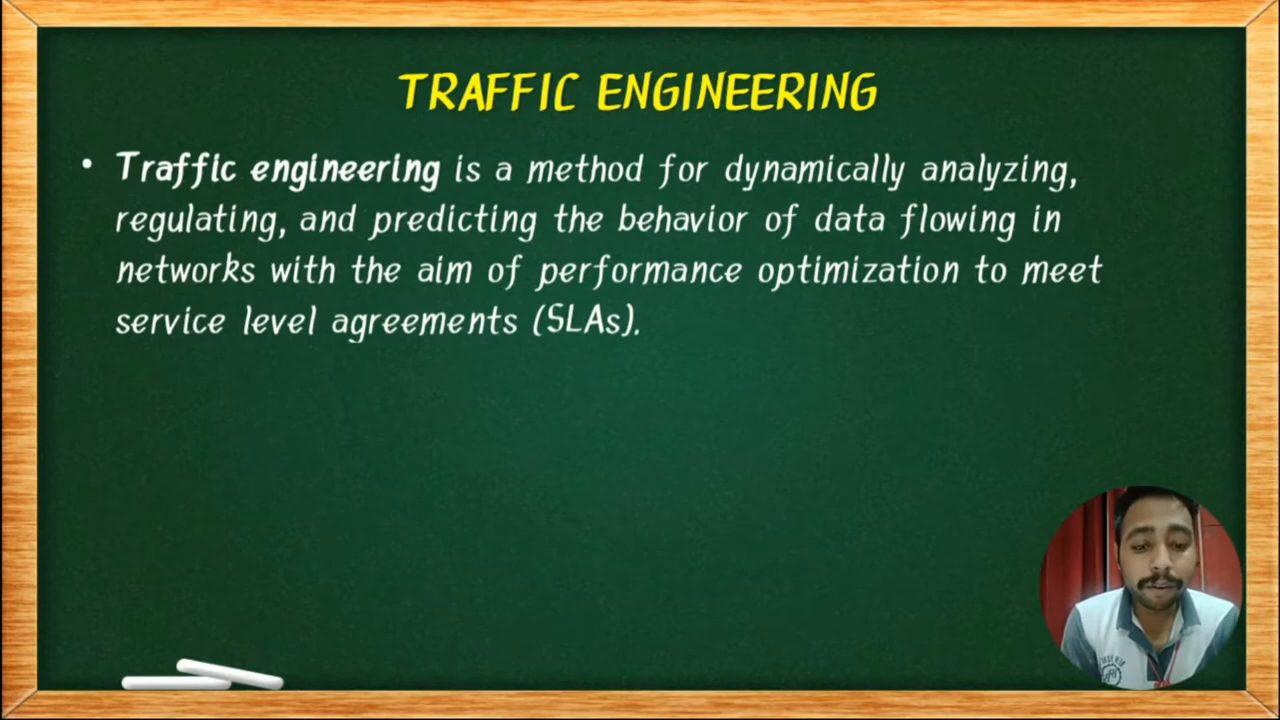 TRAFFIC ENGINEERING
• Traffic engineering is a method for dynamically analyzing,
regulating, and predicting the behavior of data flowing in
networks with the aim of performance optimization to meet
service level agreements (SLAs).